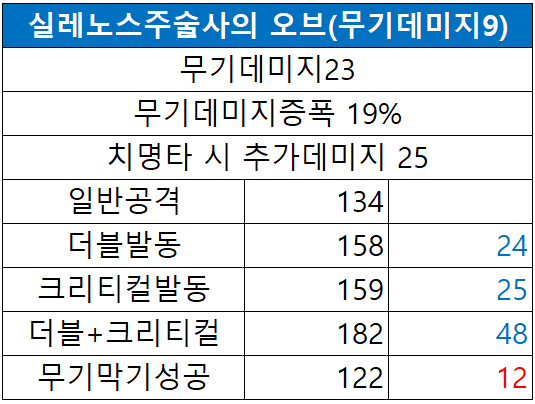 실레노스주술사의 오브(무기데미지9)
무기데미지23
무기데미지증폭 19%
치명타 시 추가데미지 25
일반공격 134
더블발동 158 24
크리티컬발동 159 25
더블+크리티컬 182 48
무기막기성공 122 12